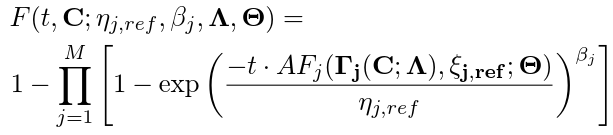 F(t, C; η_{j,ref}, β_j, Λ, Θ) =
1 − ∏_{j=1}^{M} [ 1 − exp ( (−t · AF_j(Γ_j(C; Λ), ξ_{j,ref}; Θ)) / η_{j,ref} )^{β_j} ]